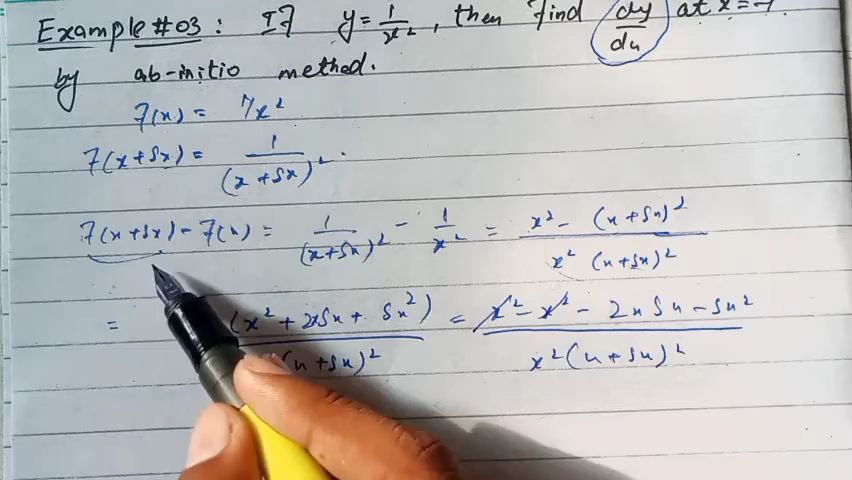 Example #03: If y = 1/x², then find dy/dx at x = -1
by ab-initio method.
f(x) = 1/x²
f(x+δx) = 1/(x+δx)².
f(x+δx) - f(x) = 1/(x+δx)² - 1/x² = x² - (x+δx)² / x² (x+δx)²
= (x² + 2xδx + δx²) / (x+δx)² = x² - x² - 2xδx - δx² / x²(x+δx)²